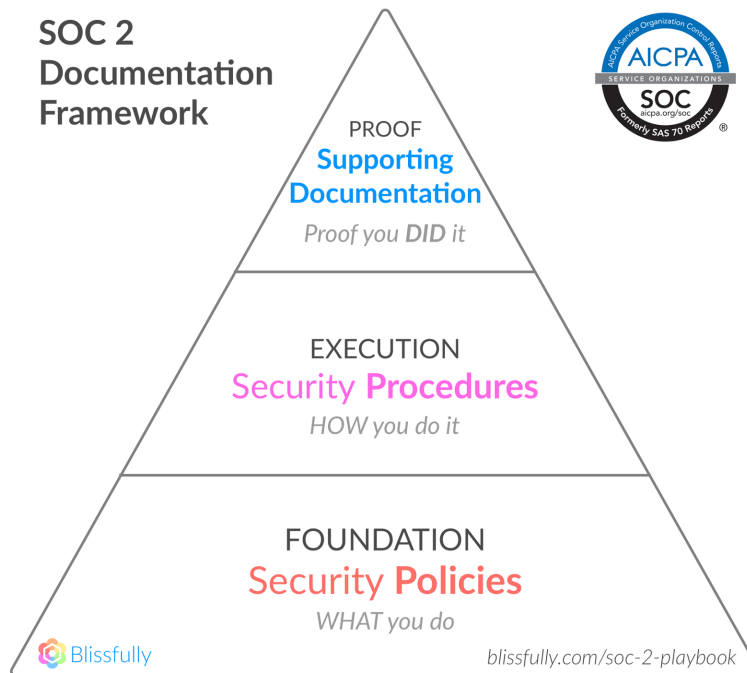 SOC 2
Documentation
Framework
AICPA Service Organization Control Reports
AICPA
SERVICE ORGANIZATIONS
SOC
aicpa.org/soc
Formerly SAS 70 Reports
®
PROOF
Supporting
Documentation
Proof you DID it
EXECUTION
Security Procedures
HOW you do it
FOUNDATION
Security Policies
WHAT you do
Blissfully
blissfully.com/soc-2-playbook